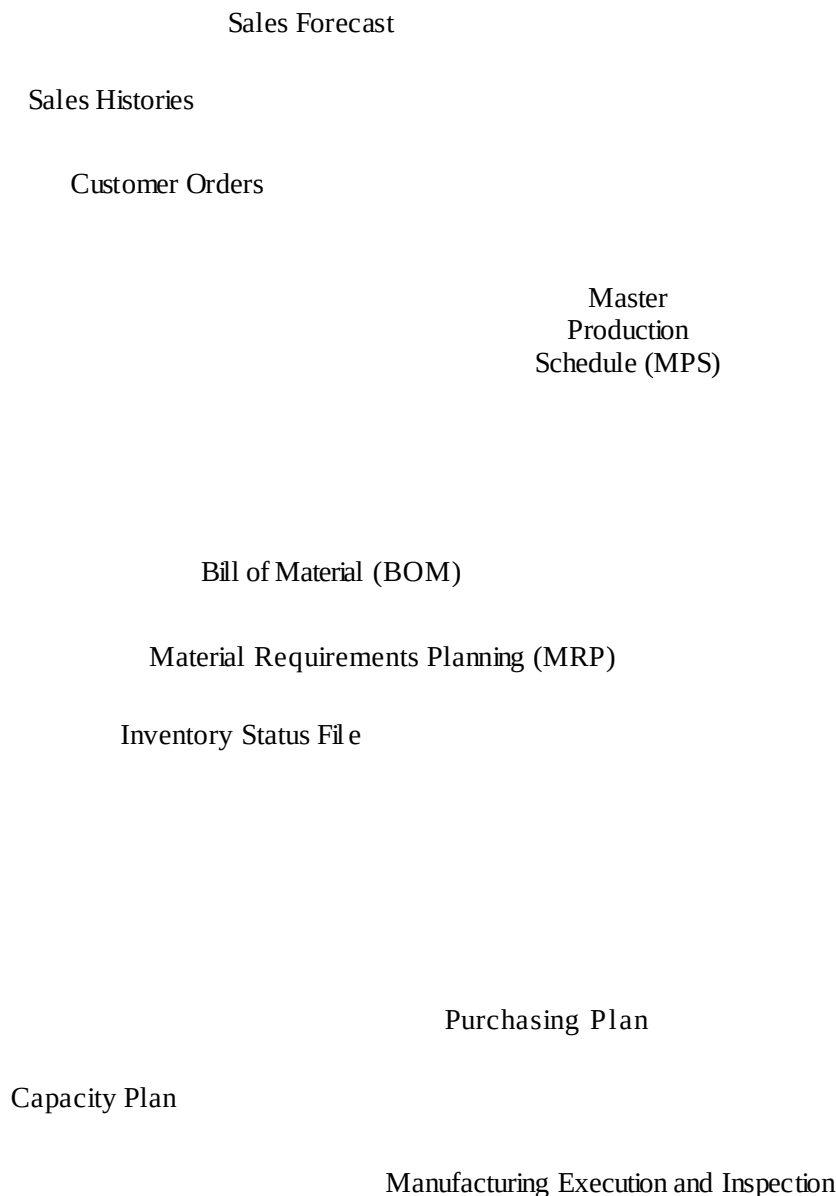 Sales Forecast
Sales Histories
Customer Orders
Master
Production
Schedule (MPS)
Bill of Material (BOM)
Material Requirements Planning (MRP)
Inventory Status File
Purchasing Plan
Capacity Plan
Manufacturing Execution and Inspection